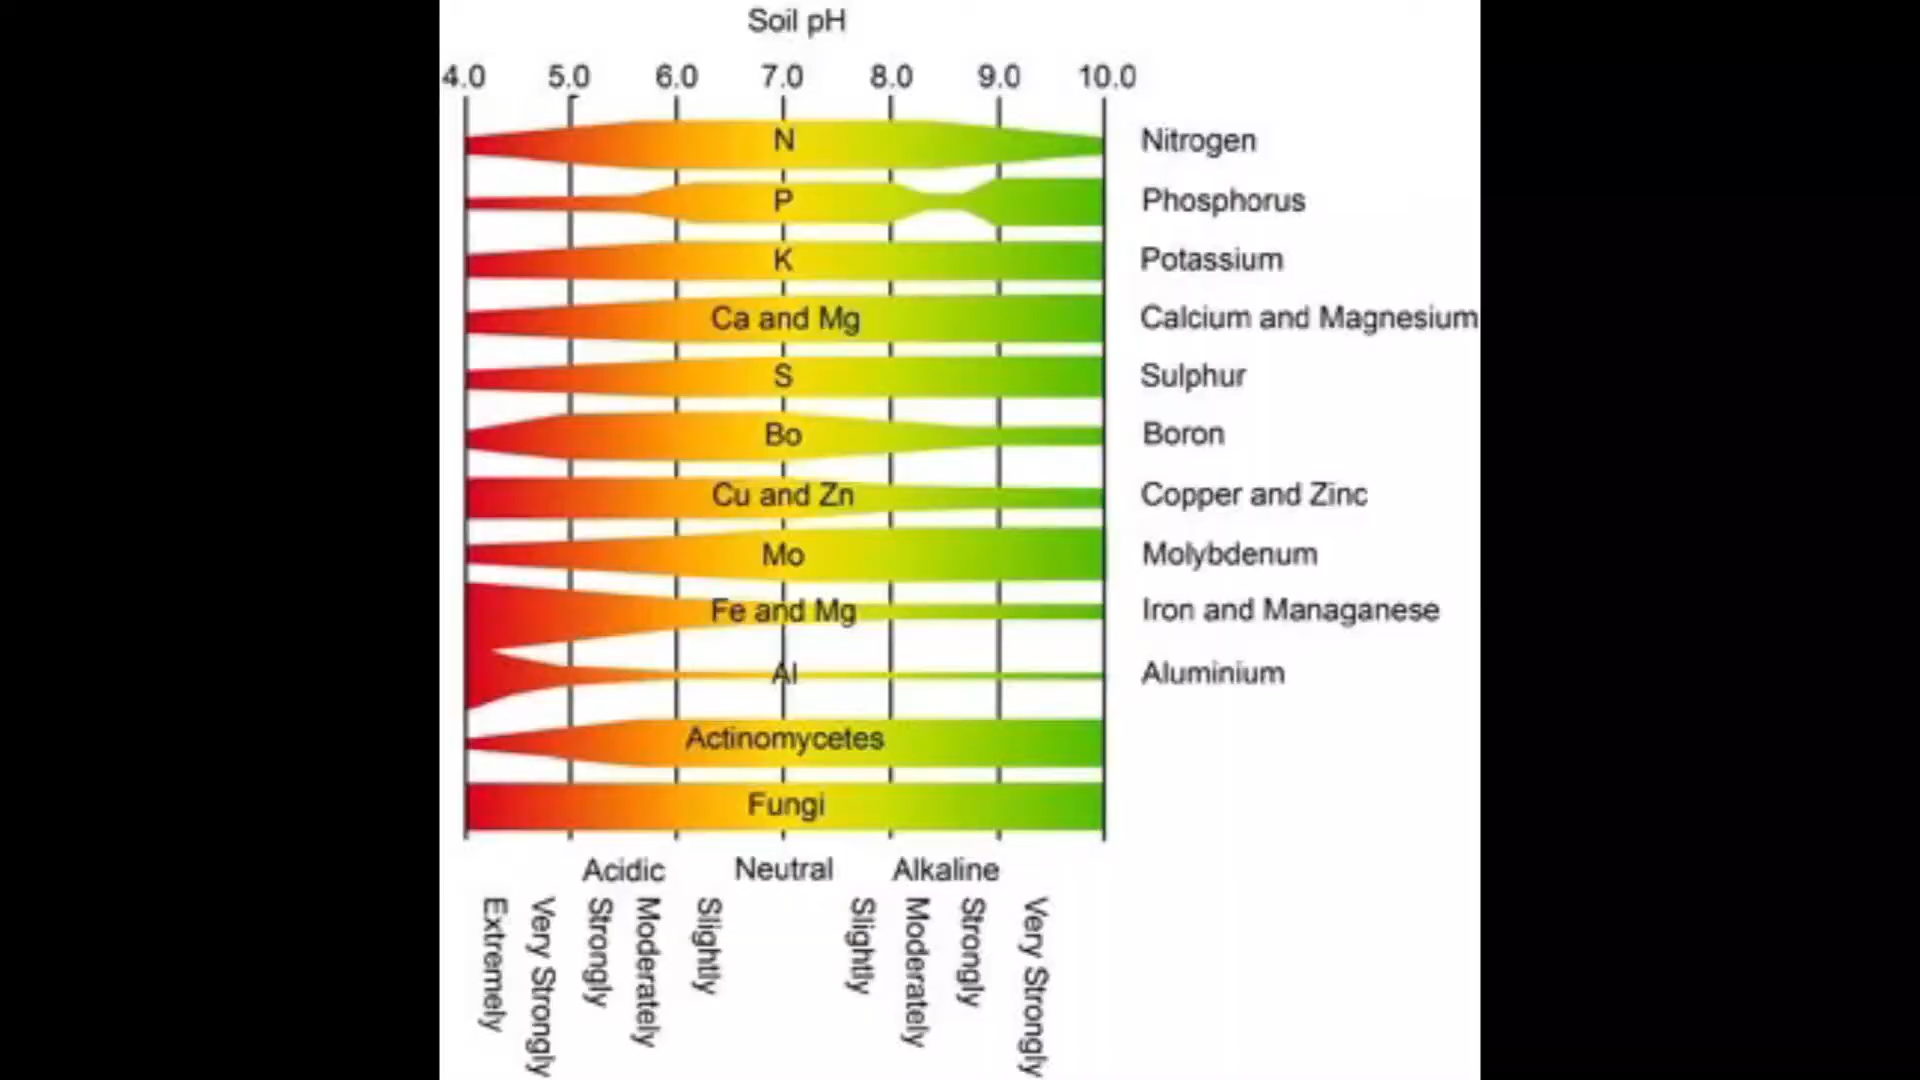 Soil pH
4.0 5.0 6.0 7.0 8.0 9.0 10.0
N Nitrogen
P Phosphorus
K Potassium
Ca and Mg Calcium and Magnesium
S Sulphur
Bo Boron
Cu and Zn Copper and Zinc
Mo Molybdenum
Fe and Mg Iron and Managanese
Al Aluminium
Actinomycetes
Fungi
Acidic Neutral Alkaline
Extremely
Very Strongly
Strongly
Moderately
Slightly
Slightly
Moderately
Strongly
Very Strongly